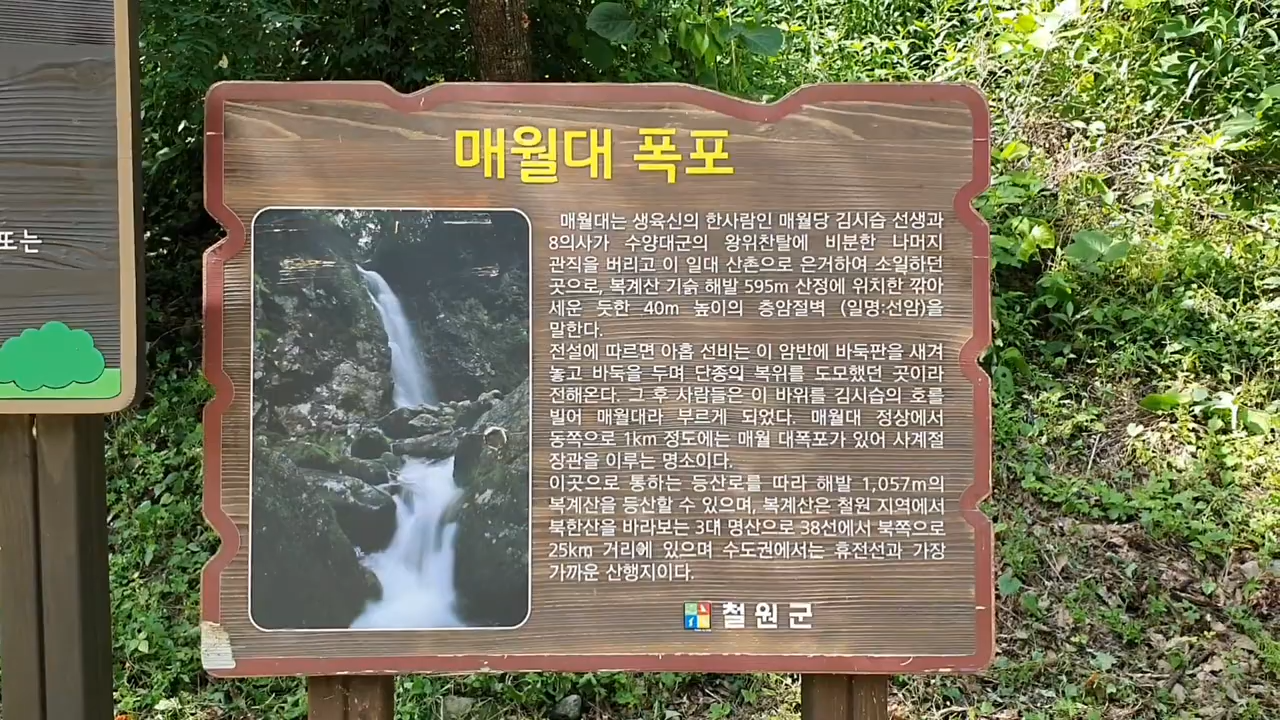 또는
매월대 폭포
매월대는 생육신의 한사람인 매월당 김시습 선생과
8의사가 수양대군의 왕위찬탈에 비분한 나머지
관직을 버리고 이 일대 산촌으로 은거하여 소일하던
곳으로, 복계산 기슭 해발 595m 산정에 위치한 깎아
세운 듯한 40m 높이의 층암절벽 (일명:선암)을
말한다.
전설에 따르면 아홉 선비는 이 암반에 바둑판을 새겨
놓고 바둑을 두며 단종의 복위를 도모했던 곳이라
전해온다. 그 후 사람들은 이 바위를 김시습의 호를
빌어 매월대라 부르게 되었다. 매월대 정상에서
동쪽으로 1km 정도에는 매월 대폭포가 있어 사계절
장관을 이루는 명소이다.
이곳으로 통하는 등산로를 따라 해발 1,057m의
복계산을 등산할 수 있으며, 복계산은 철원 지역에서
북한산을 바라보는 3대 명산으로 38선에서 북쪽으로
25km 거리에 있으며 수도권에서는 휴전선과 가장
가까운 산행지이다.
철원군